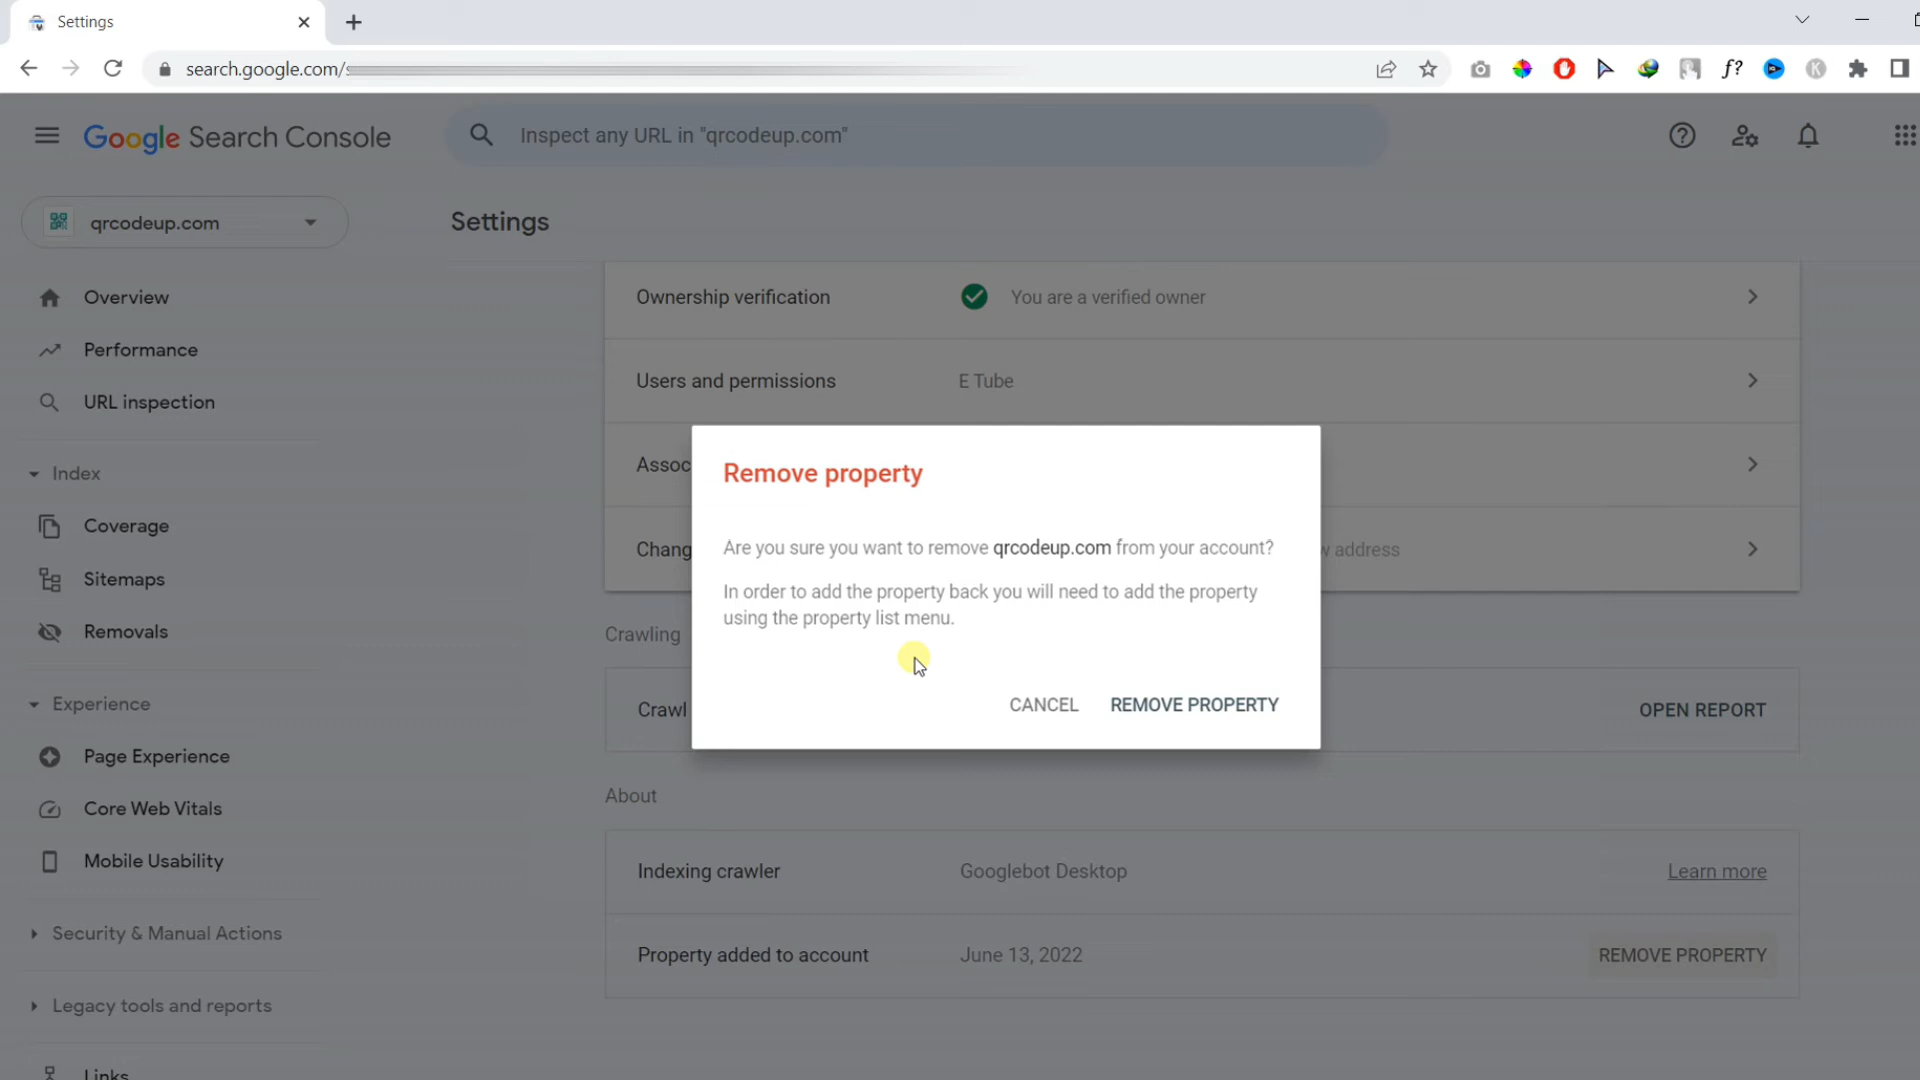 Settings
search.google.com/
f?
K
Google Search Console
Inspect any URL in "qrcodeup.com"
qrcodeup.com
Settings
Overview
Performance
URL inspection
Index
Coverage
Sitemaps
Removals
Experience
Page Experience
Core Web Vitals
Mobile Usability
Security & Manual Actions
Legacy tools and reports
Links
Ownership verification
You are a verified owner
Users and permissions
E Tube
Assoc
Chang
w address
Remove property
Are you sure you want to remove qrcodeup.com from your account?
In order to add the property back you will need to add the property
using the property list menu.
CANCEL
REMOVE PROPERTY
Crawling
Crawl
OPEN REPORT
About
Indexing crawler
Googlebot Desktop
Learn more
Property added to account
June 13, 2022
REMOVE PROPERTY